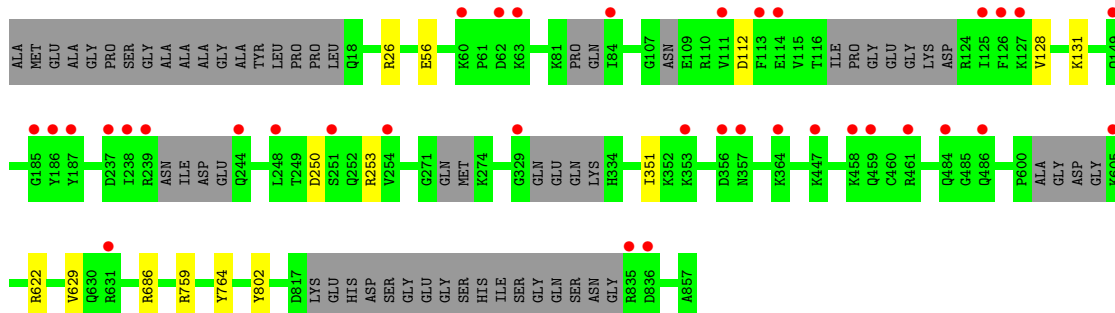 ALA MET GLU ALA GLY PRO SER GLY ALA ALA ALA GLY ALA TYR PRO PRO LEU Q18 R26 E56 K60 P61 D62 K63 K81 PRO GLN I84 G107 ASN E109 R110 V111 D112 F113 E114 V115 T116 ILE PRO GLY GLU GLY LYS ASP R124 I125 F126 K127 V128 K131 Q149
G185 Y186 Y187 D237 I238 R239 ASN ILE ASP GLY Q244 L248 T249 D250 S251 Q252 R253 V254 G271 GLN MET K274 G329 GLN GLU GLN LYS H334 I351 K352 K353 D356 N357 K364 K447 K458 Q459 C460 R461 Q484 G485 Q486 P600 ALA GLY ASP GLY K605
R622 V629 Q630 R631 R686 R759 Y764 Y802 D817 LYS GLU HIS ASP SER GLY GLU GLY SER HIS ILE SER GLY GLN SER ASN GLY R835 D836 A857